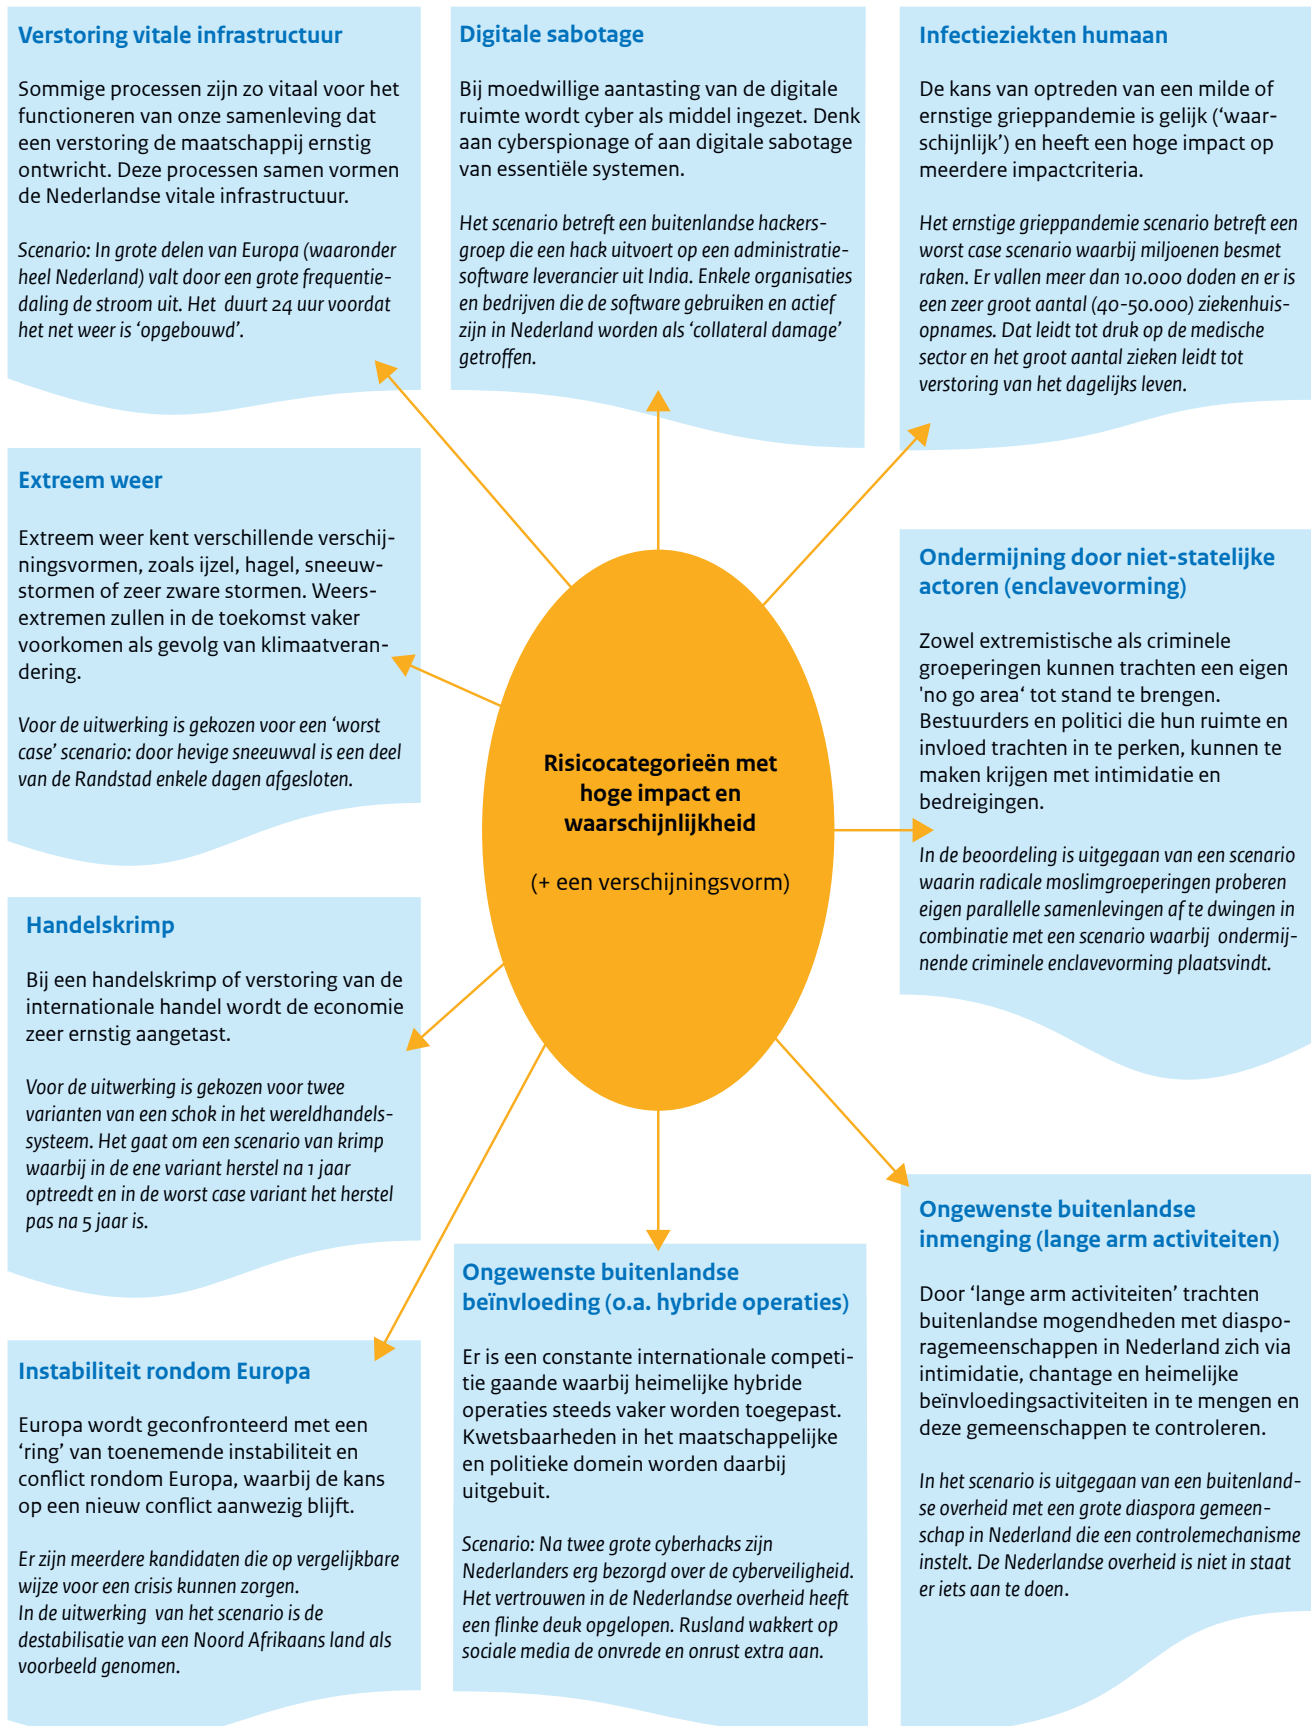 Verstoring vitale infrastructuur
Sommige processen zijn zo vitaal voor het
functioneren van onze samenleving dat
een verstoring de maatschappij ernstig
ontwricht. Deze processen samen vormen
de Nederlandse vitale infrastructuur.
Scenario: In grote delen van Europa (waaronder
heel Nederland) valt door een grote frequentie-
daling de stroom uit. Het  duurt 24 uur voordat
het net weer is ‘opgebouwd’.
Digitale sabotage
Bij moedwillige aantasting van de digitale
ruimte wordt cyber als middel ingezet. Denk
aan cyberspionage of aan digitale sabotage
van essentiële systemen.
Het scenario betreft een buitenlandse hackers-
groep die een hack uitvoert op een administratie-
software leverancier uit India. Enkele organisaties
en bedrijven die de software gebruiken en actief
zijn in Nederland worden als ‘collateral damage’
getroffen.
Infectieziekten humaan
De kans van optreden van een milde of
ernstige grieppandemie is gelijk (‘waar-
schijnlijk’) en heeft een hoge impact op
meerdere impactcriteria.
Het ernstige grieppandemie scenario betreft een
worst case scenario waarbij miljoenen besmet
raken. Er vallen meer dan 10.000 doden en er is
een zeer groot aantal (40-50.000) ziekenhuis-
opnames. Dat leidt tot druk op de medische
sector en het groot aantal zieken leidt tot
verstoring van het dagelijks leven.
Extreem weer
Extreem weer kent verschillende verschij-
ningsvormen, zoals ijzel, hagel, sneeuw-
stormen of zeer zware stormen. Weers-
extremen zullen in de toekomst vaker
voorkomen als gevolg van klimaatveran-
dering.
Voor de uitwerking is gekozen voor een ‘worst
case’ scenario: door hevige sneeuwval is een deel
van de Randstad enkele dagen afgesloten.
Ondermijning door niet-statelijke
actoren (enclavevorming)
Zowel extremistische als criminele
groeperingen kunnen trachten een eigen
'no go area‘ tot stand te brengen.
Bestuurders en politici die hun ruimte en
invloed trachten in te perken, kunnen te
maken krijgen met intimidatie en
bedreigingen.
In de beoordeling is uitgegaan van een scenario
waarin radicale moslimgroeperingen proberen
eigen parallelle samenlevingen af te dwingen in
combinatie met een scenario waarbij  ondermij-
nende criminele enclavevorming plaatsvindt.
Risicocategorieën met
hoge impact en
waarschijnlijkheid
(+ een verschijningsvorm)
Handelskrimp
Bij een handelskrimp of verstoring van de
internationale handel wordt de economie
zeer ernstig aangetast.
Voor de uitwerking is gekozen voor twee
varianten van een schok in het wereldhandels-
systeem. Het gaat om een scenario van krimp
waarbij in de ene variant herstel na 1 jaar
optreedt en in de worst case variant het herstel
pas na 5 jaar is.
Instabiliteit rondom Europa
Europa wordt geconfronteerd met een
‘ring’ van toenemende instabiliteit en
conflict rondom Europa, waarbij de kans
op een nieuw conflict aanwezig blijft.
Er zijn meerdere kandidaten die op vergelijkbare
wijze voor een crisis kunnen zorgen.
In de uitwerking  van het scenario is de
destabilisatie van een Noord Afrikaans land als
voorbeeld genomen.
Ongewenste buitenlandse
beïnvloeding (o.a. hybride operaties)
Er is een constante internationale competi-
tie gaande waarbij heimelijke hybride
operaties steeds vaker worden toegepast.
Kwetsbaarheden in het maatschappelijke
en politieke domein worden daarbij
uitgebuit.
Scenario: Na twee grote cyberhacks zijn
Nederlanders erg bezorgd over de cyberveiligheid.
Het vertrouwen in de Nederlandse overheid heeft
een flinke deuk opgelopen. Rusland wakkert op
sociale media de onvrede en onrust extra aan.
Ongewenste buitenlandse
inmenging (lange arm activiteiten)
Door ‘lange arm activiteiten’ trachten
buitenlandse mogendheden met diaspo-
ragemeenschappen in Nederland zich via
intimidatie, chantage en heimelijke
beïnvloedingsactiviteiten in te mengen en
deze gemeenschappen te controleren.
In het scenario is uitgegaan van een buitenland-
se overheid met een grote diaspora gemeen-
schap in Nederland die een controlemechanisme
instelt. De Nederlandse overheid is niet in staat
er iets aan te doen.